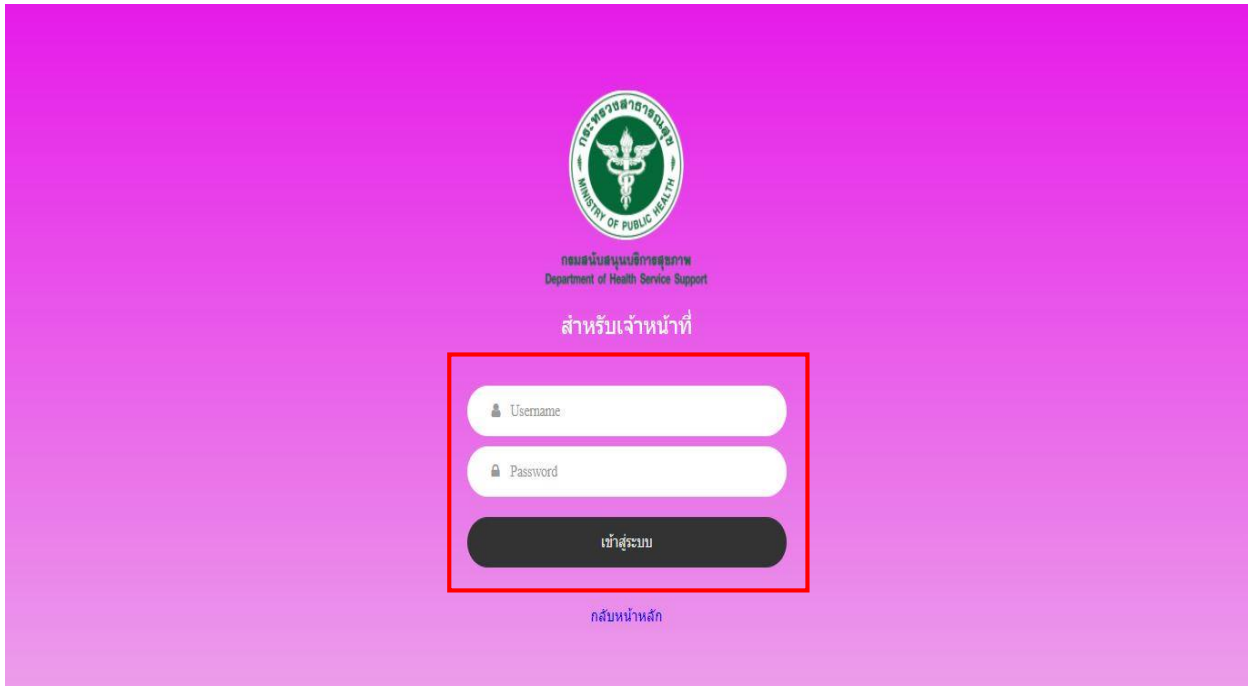 กระทรวงสาธารณสุข
MINISTRY OF PUBLIC HEALTH
กรมสนับสนุนบริการสุขภาพ
Department of Health Service Support
สำหรับเจ้าหน้าที่
Username
Password
เข้าสู่ระบบ
กลับหน้าหลัก